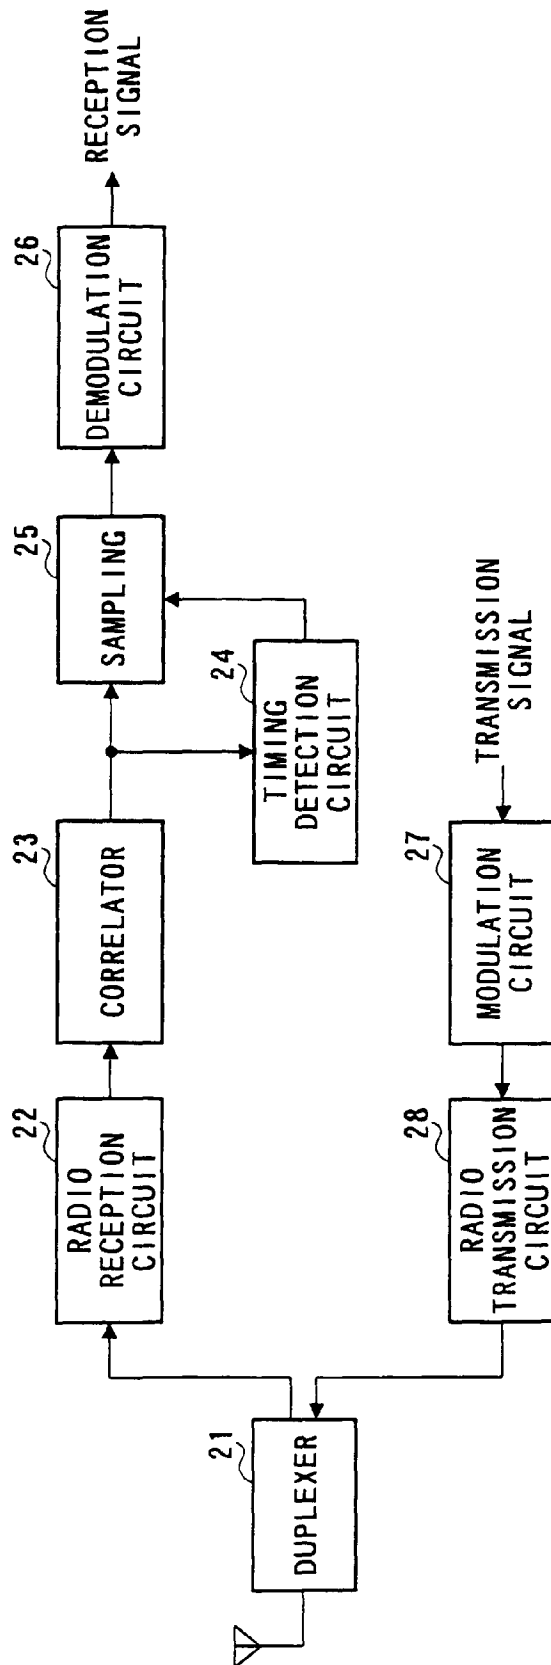 21
DUPLEXER
22
RADIO
RECEPTION
CIRCUIT
23
CORRELATOR
24
TIMING
DETECTION
CIRCUIT
25
SAMPLING
26
DEMODULATION
CIRCUIT
RECEPTION
SIGNAL
28
RADIO
TRANSMISSION
CIRCUIT
27
MODULATION
CIRCUIT
TRANSMISSION
SIGNAL